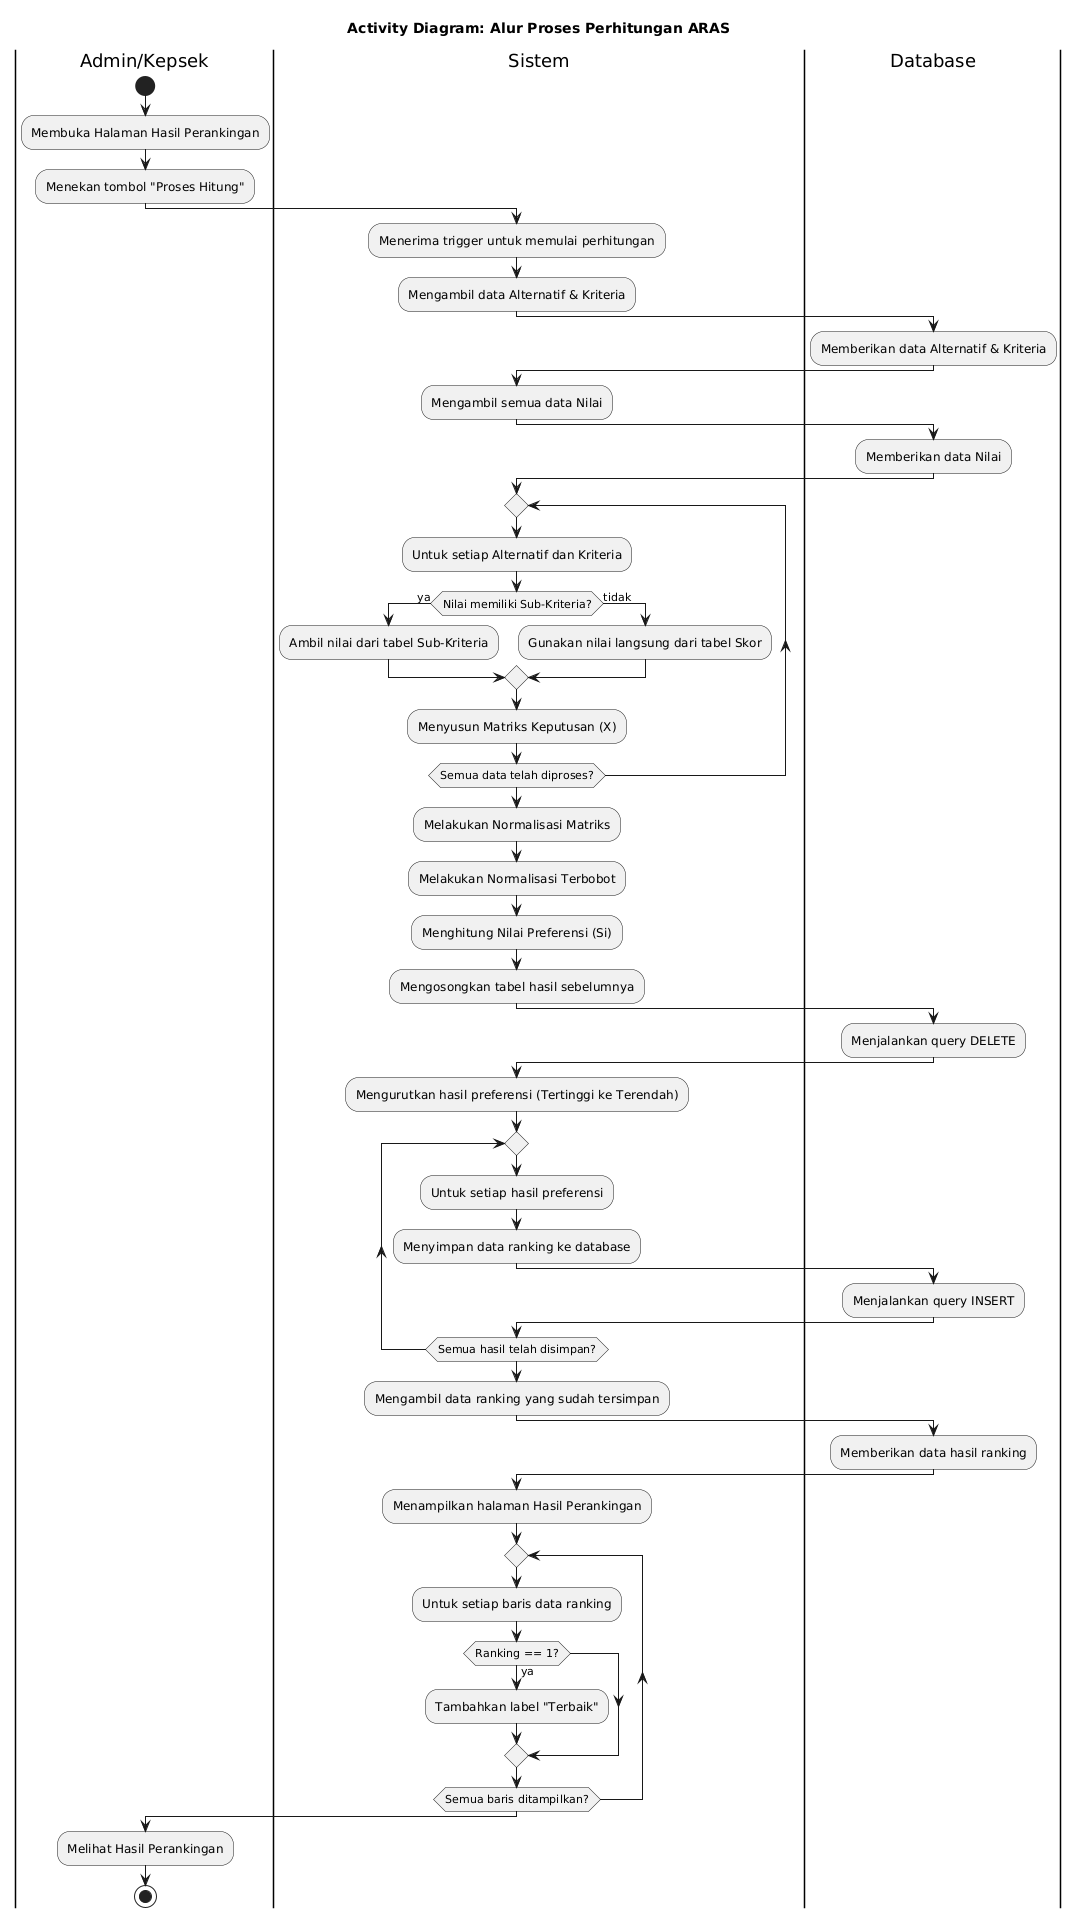 Activity Diagram: Alur Proses Perhitungan ARAS
Admin/Kepsek
Sistem
Database
Membuka Halaman Hasil Perankingan
Menekan tombol "Proses Hitung"
Menerima trigger untuk memulai perhitungan
Mengambil data Alternatif & Kriteria
Memberikan data Alternatif & Kriteria
Mengambil semua data Nilai
Memberikan data Nilai
Untuk setiap Alternatif dan Kriteria
ya
Nilai memiliki Sub-Kriteria?
tidak
Ambil nilai dari tabel Sub-Kriteria
Gunakan nilai langsung dari tabel Skor
Menyusun Matriks Keputusan (X)
Semua data telah diproses?
Melakukan Normalisasi Matriks
Melakukan Normalisasi Terbobot
Menghitung Nilai Preferensi (Si)
Mengosongkan tabel hasil sebelumnya
Menjalankan query DELETE
Mengurutkan hasil preferensi (Tertinggi ke Terendah)
Untuk setiap hasil preferensi
Menyimpan data ranking ke database
Menjalankan query INSERT
Semua hasil telah disimpan?
Mengambil data ranking yang sudah tersimpan
Memberikan data hasil ranking
Menampilkan halaman Hasil Perankingan
Untuk setiap baris data ranking
Ranking == 1?
ya
Tambahkan label "Terbaik"
Semua baris ditampilkan?
Melihat Hasil Perankingan